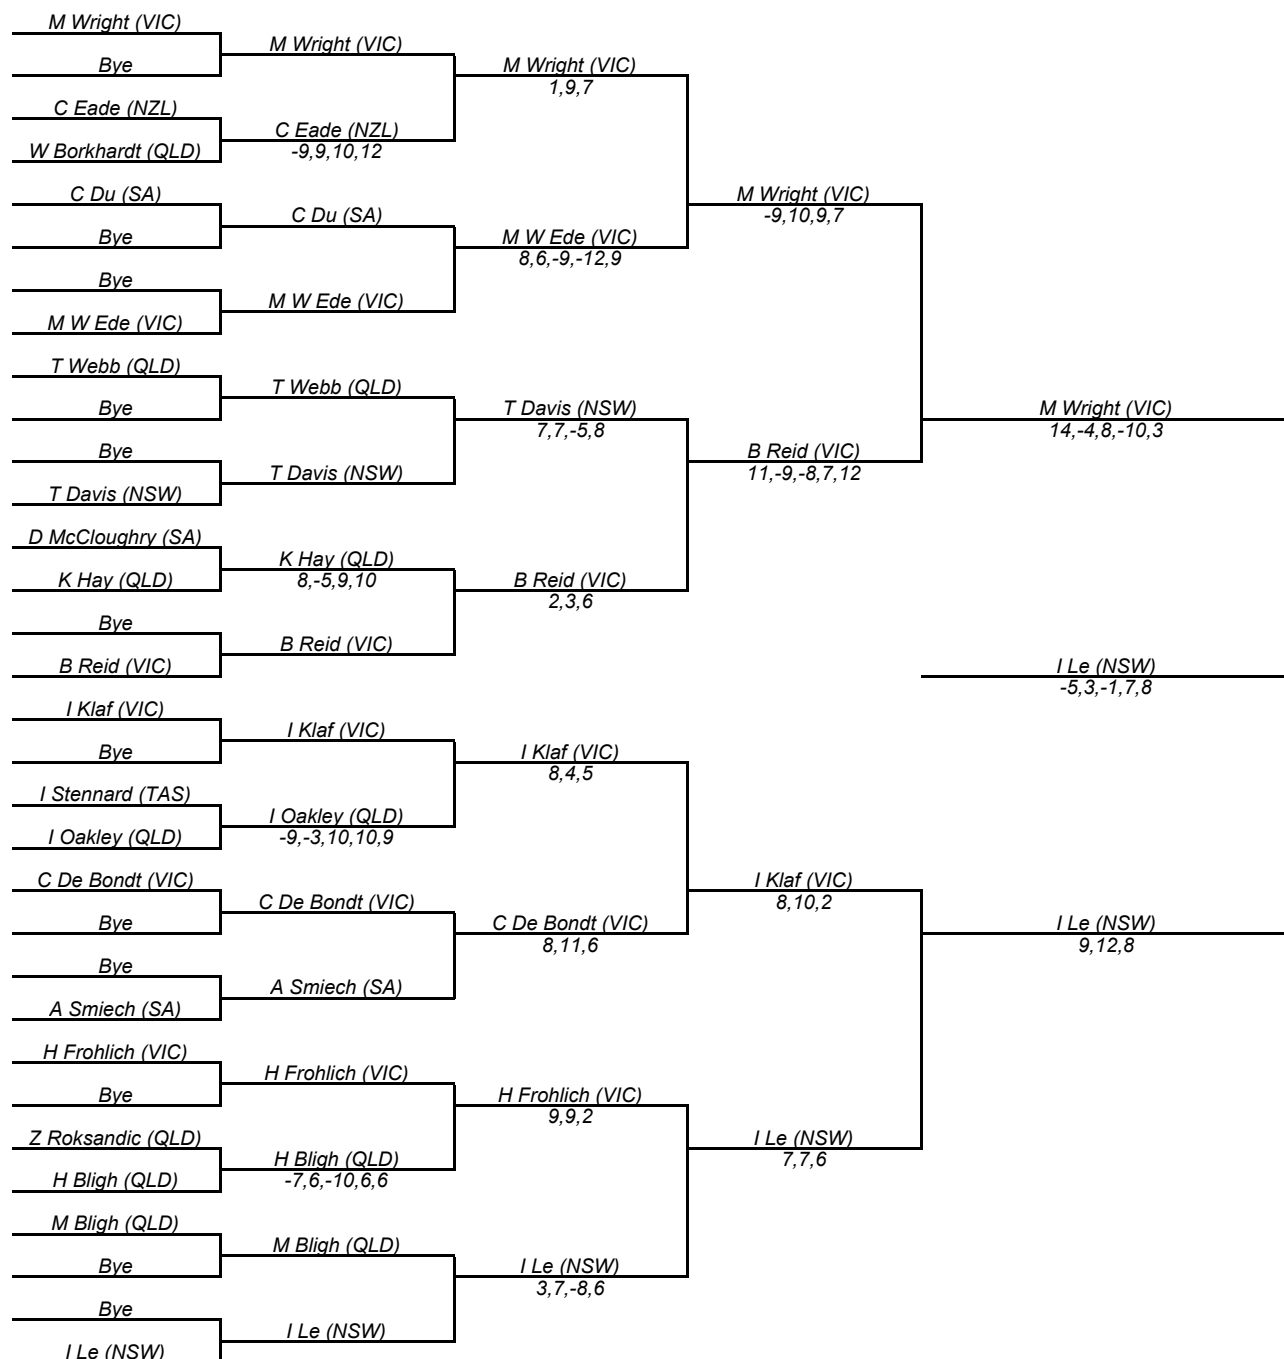 M Wright (VIC)
Bye
C Eade (NZL)
W Borkhardt (QLD)
C Du (SA)
Bye
Bye
M W Ede (VIC)
T Webb (QLD)
Bye
Bye
T Davis (NSW)
D McCloughry (SA)
K Hay (QLD)
Bye
B Reid (VIC)
I Klaf (VIC)
Bye
I Stennard (TAS)
I Oakley (QLD)
C De Bondt (VIC)
Bye
Bye
A Smiech (SA)
H Frohlich (VIC)
Bye
Z Roksandic (QLD)
H Bligh (QLD)
M Bligh (QLD)
Bye
Bye
I Le (NSW)
M Wright (VIC)
C Eade (NZL)
-9,9,10,12
C Du (SA)
M W Ede (VIC)
T Webb (QLD)
T Davis (NSW)
K Hay (QLD)
8,-5,9,10
B Reid (VIC)
I Klaf (VIC)
I Oakley (QLD)
-9,-3,10,10,9
C De Bondt (VIC)
A Smiech (SA)
H Frohlich (VIC)
H Bligh (QLD)
-7,6,-10,6,6
M Bligh (QLD)
I Le (NSW)
M Wright (VIC)
1,9,7
M W Ede (VIC)
8,6,-9,-12,9
T Davis (NSW)
7,7,-5,8
B Reid (VIC)
2,3,6
I Klaf (VIC)
8,4,5
C De Bondt (VIC)
8,11,6
H Frohlich (VIC)
9,9,2
I Le (NSW)
3,7,-8,6
M Wright (VIC)
-9,10,9,7
B Reid (VIC)
11,-9,-8,7,12
I Klaf (VIC)
8,10,2
I Le (NSW)
7,7,6
M Wright (VIC)
14,-4,8,-10,3
I Le (NSW)
-5,3,-1,7,8
I Le (NSW)
9,12,8